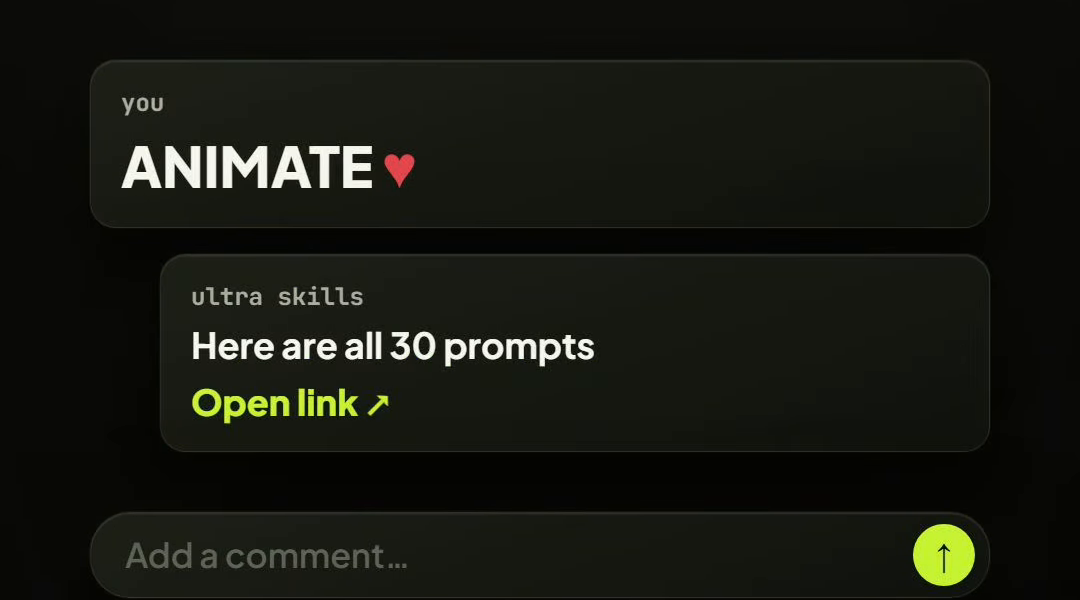 you
ANIMATE ♥
ultra skills
Here are all 30 prompts
Open link ↗
Add a comment...
↑